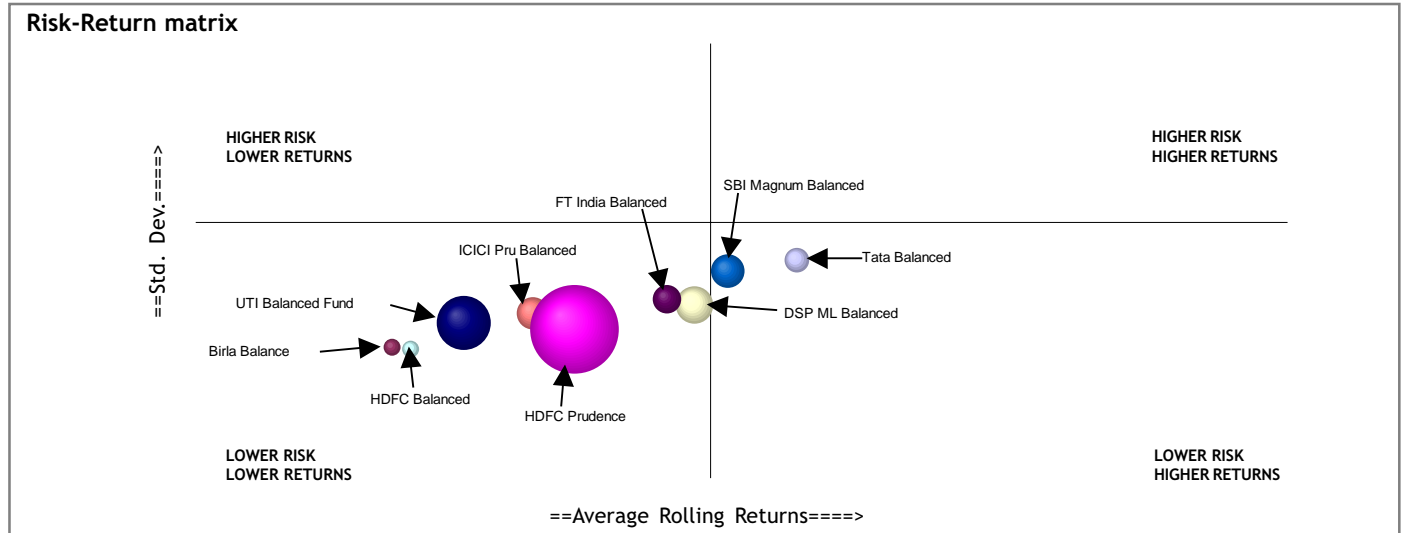 Risk-Return matrix
HIGHER RISK
LOWER RETURNS
HIGHER RISK
HIGHER RETURNS
==Std. Dev.====>
SBI Magnum Balanced
FT India Balanced
ICICI Pru Balanced
Tata Balanced
UTI Balanced Fund
DSP ML Balanced
Birla Balance
HDFC Balanced
HDFC Prudence
LOWER RISK
LOWER RETURNS
LOWER RISK
HIGHER RETURNS
==Average Rolling Returns====>